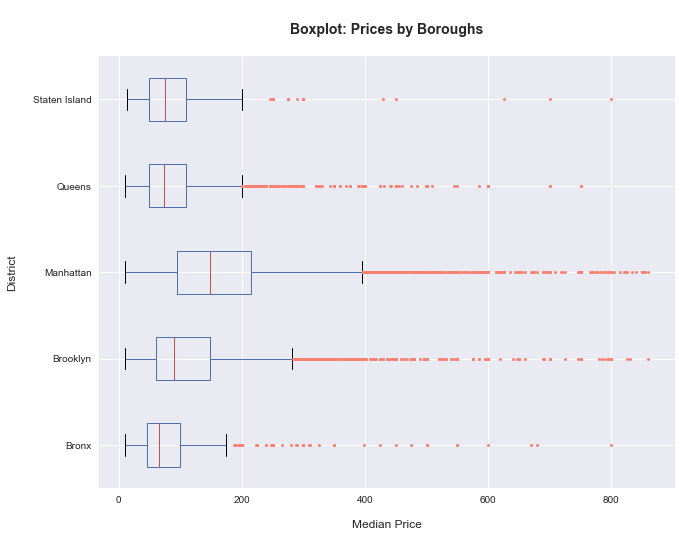 Boxplot: Prices by Boroughs
Staten Island
Queens
Manhattan
Brooklyn
Bronx
District
0 200 400 600 800
Median Price